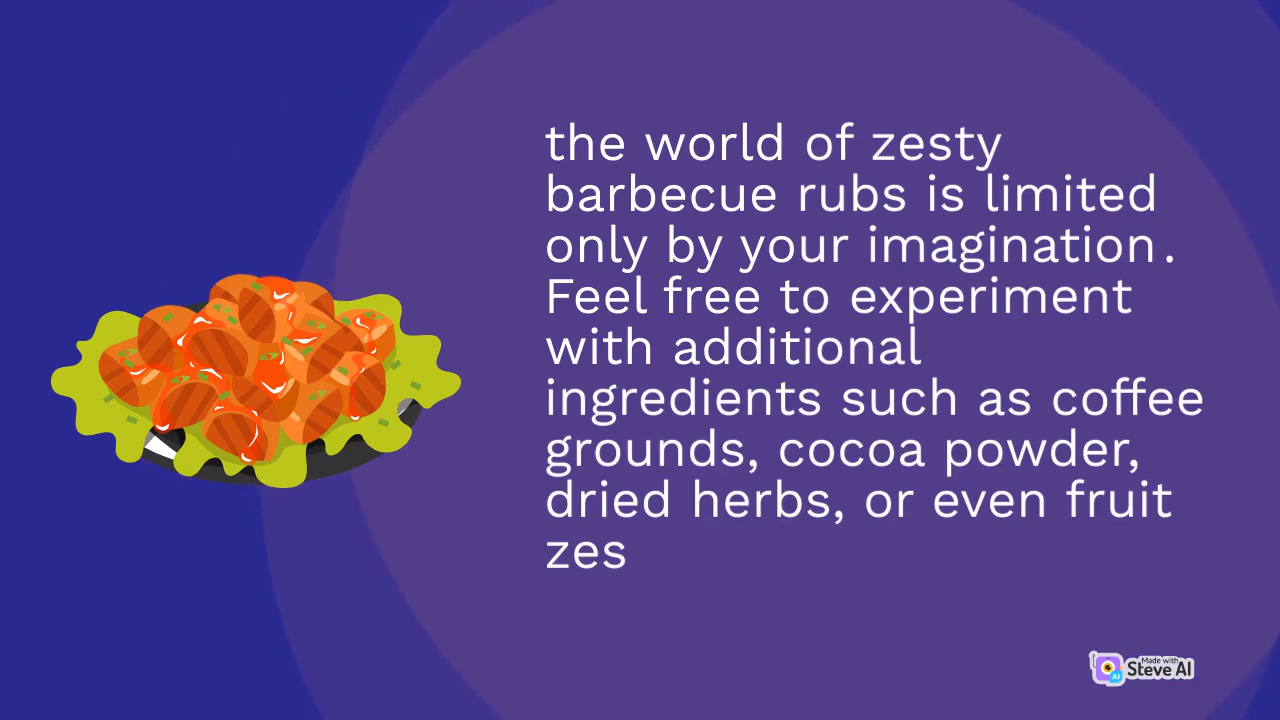 the world of zesty
barbecue rubs is limited
only by your imagination.
Feel free to experiment
with additional
ingredients such as coffee
grounds, cocoa powder,
dried herbs, or even fruit
zes
Made with
Steve AI
AI